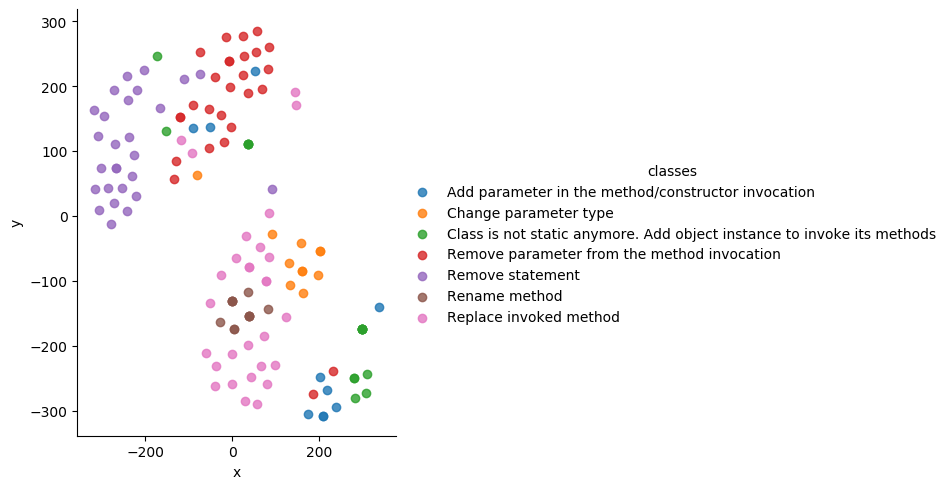 300
200
100
0
−100
−200
−300
y
−200
0
200
x
classes
Add parameter in the method/constructor invocation
Change parameter type
Class is not static anymore. Add object instance to invoke its methods
Remove parameter from the method invocation
Remove statement
Rename method
Replace invoked method